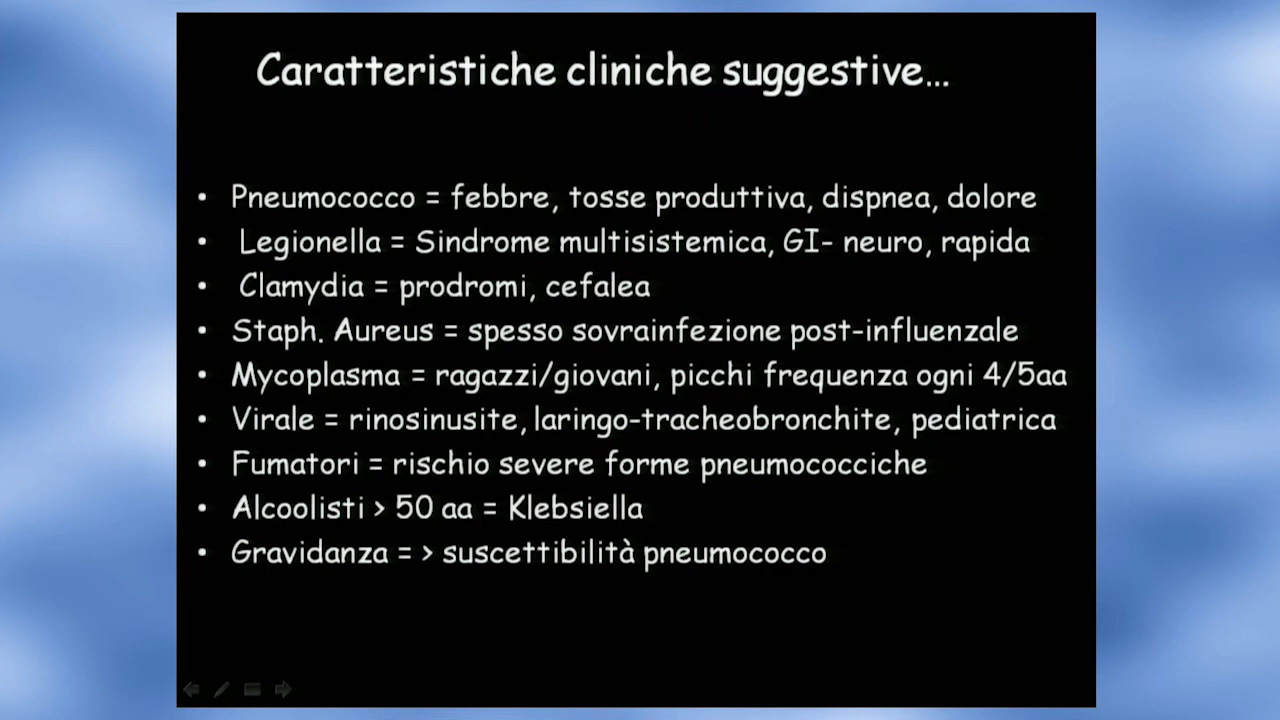 Caratteristiche cliniche suggestive...
• Pneumococco = febbre, tosse produttiva, dispnea, dolore
• Legionella = Sindrome multisistemica, GI- neuro, rapida
• Clamydia = prodromi, cefalea
• Staph. Aureus = spesso sovrainfezione post-influenzale
• Mycoplasma = ragazzi/giovani, picchi frequenza ogni 4/5aa
• Virale = rinosinusite, laringo-tracheobronchite, pediatrica
• Fumatori = rischio severe forme pneumococciche
• Alcoolisti > 50 aa = Klebsiella
• Gravidanza = > suscettibilità pneumococco